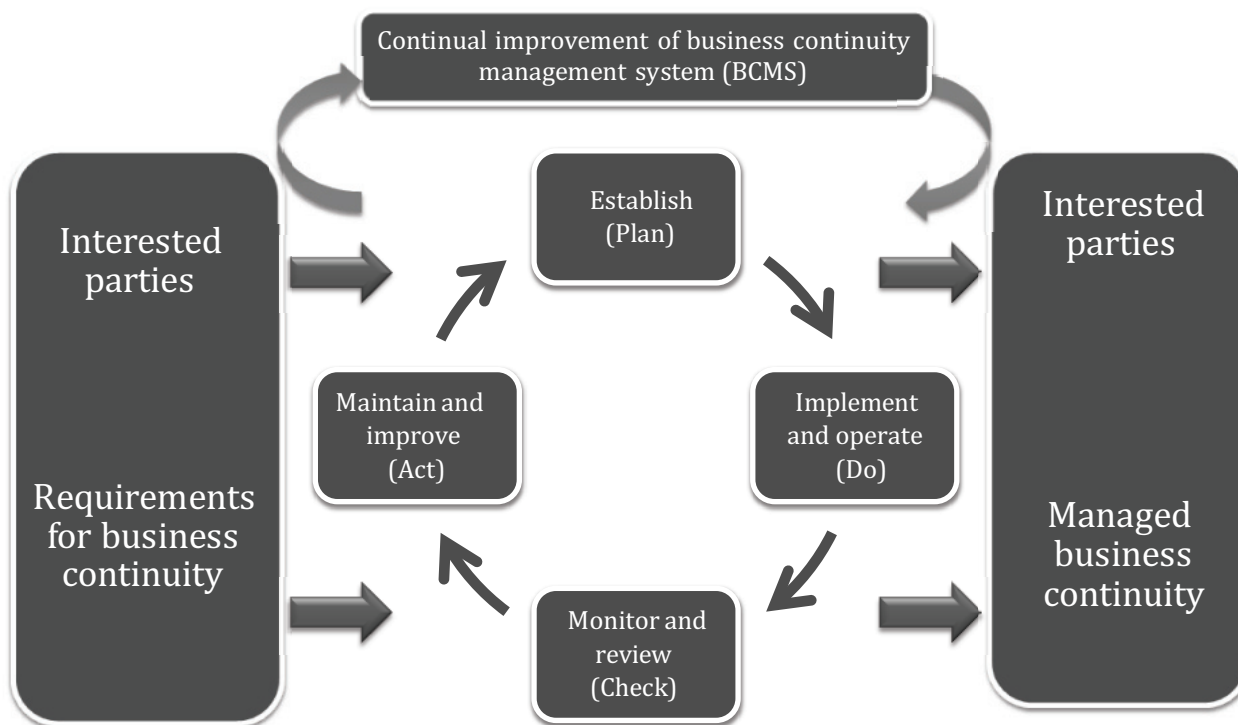 Continual improvement of business continuity
management system (BCMS)
Interested
parties
Requirements
for business
continuity
Establish
(Plan)
Maintain and
improve
(Act)
Implement
and operate
(Do)
Monitor and
review
(Check)
Interested
parties
Managed
business
continuity